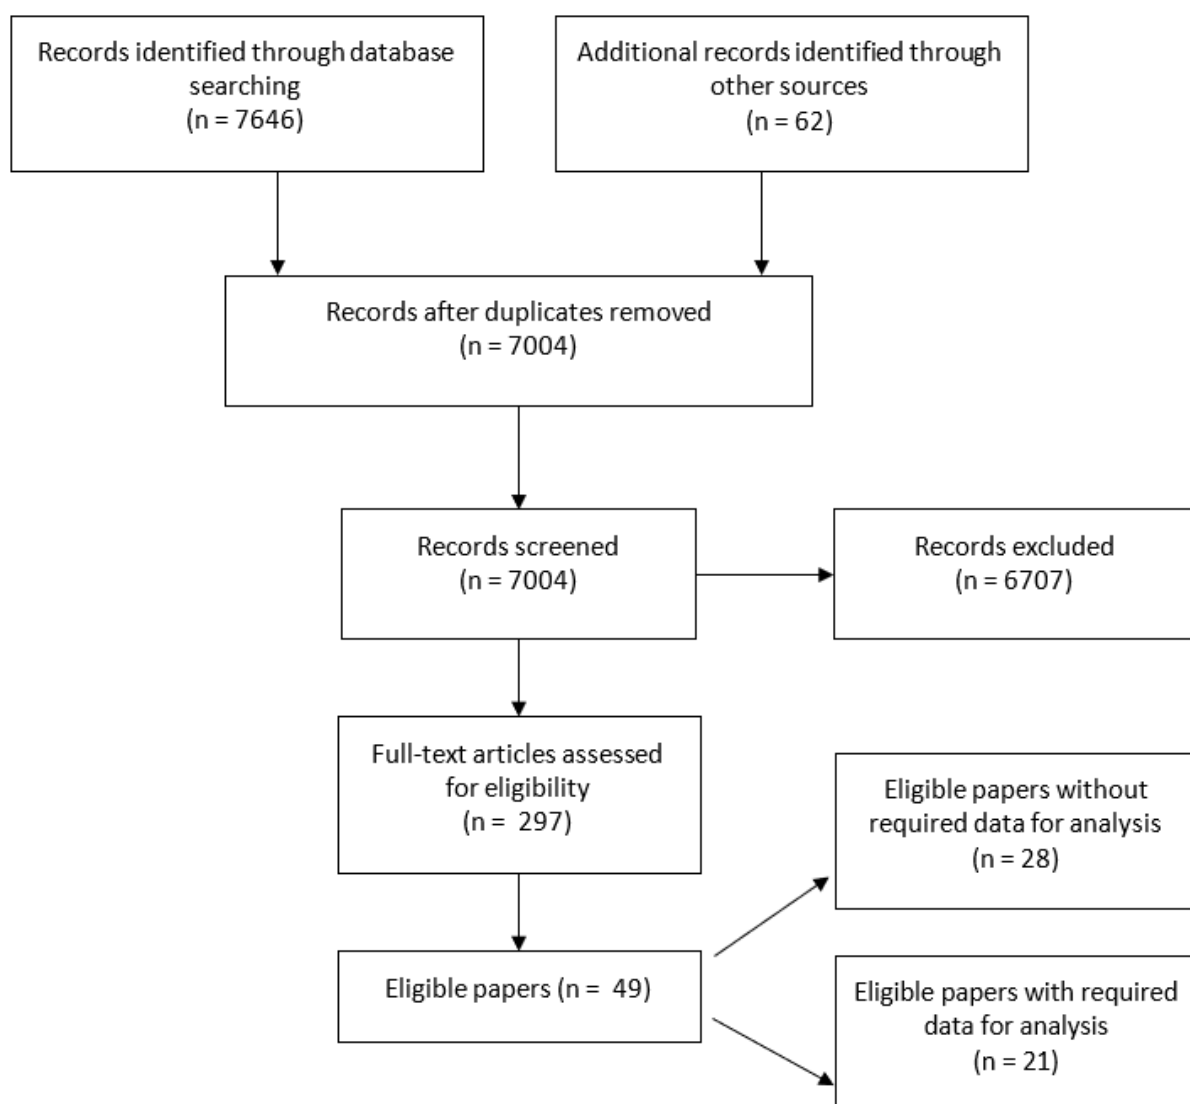 Records identified through database
searching
(n = 7646)
Additional records identified through
other sources
(n = 62)
Records after duplicates removed
(n = 7004)
Records screened
(n = 7004)
Records excluded
(n = 6707)
Full-text articles assessed
for eligibility
(n =  297)
Eligible papers without
required data for analysis
(n = 28)
Eligible papers (n =  49)
Eligible papers with required
data for analysis
(n = 21)